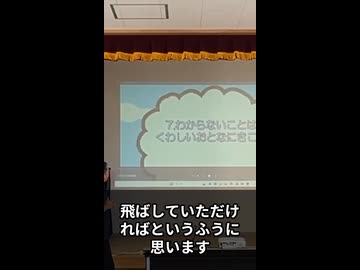 7.わからないことは
くわしいおとなにきこ
飛ばしていただけ
ればというふうに
思います